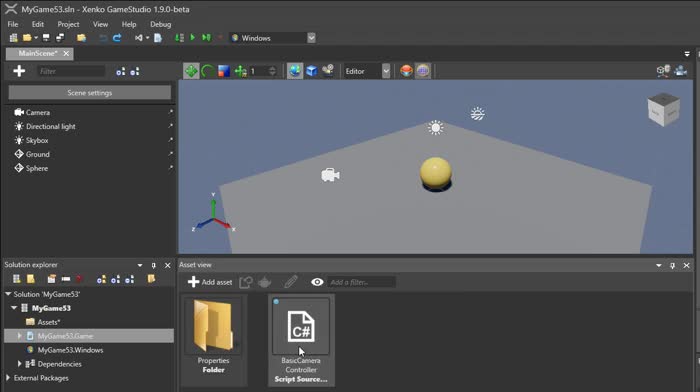 MyGame53.sln - Xenko GameStudio 1.9.0-beta
File Edit Project View Help
Windows
MainScene*
Filter
1
Editor
Scene settings
Camera
Directional light
Skybox
Ground
Sphere
Y
Z
X
Solution explorer
Solution 'MyGame53'
MyGame53
Assets*
MyGame53.Game
MyGame53.Windows
Dependencies
External Packages
Asset view
Add asset
Add a filter...
Properties
Folder
C#
BasicCamera
Controller
Script Source...